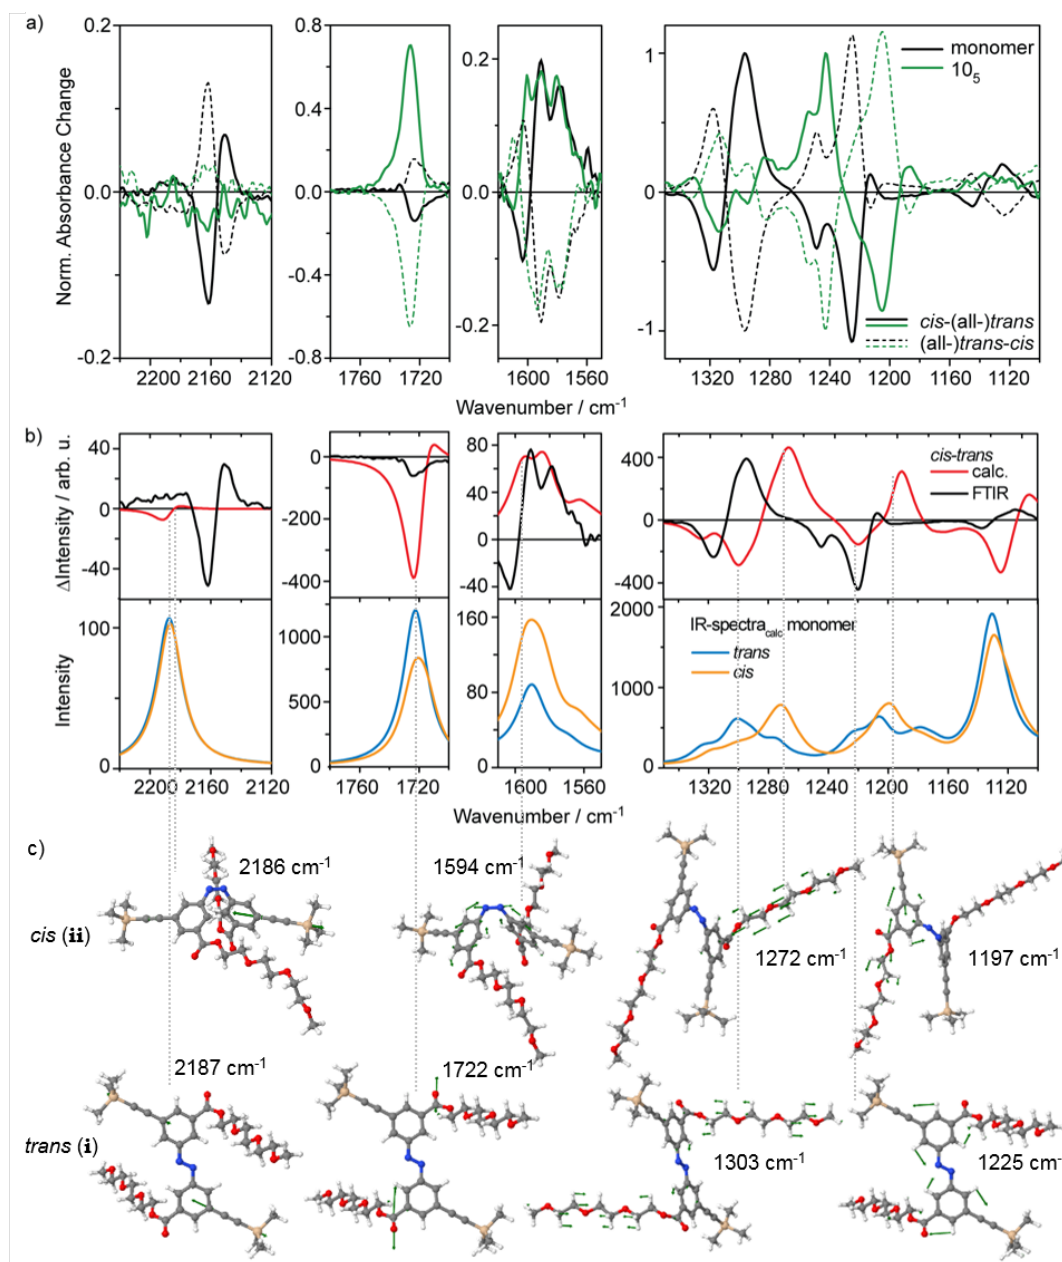 a)
Norm. Absorbance Change
0.2
0.0
-0.2
2200 2160 2120
0.8
0.4
0.0
-0.4
-0.8
1760 1720
0.2
0.0
-0.2
1600 1560
1
0
-1
1320 1280 1240 1200 1160 1120
monomer
10₅
cis-(all-)trans
(all-)trans-cis
Wavenumber / cm⁻¹
b)
ΔIntensity / arb. u.
40
0
-40
0
-200
-400
80
40
0
-40
400
0
-400
cis-trans
calc.
FTIR
Intensity
100
0
1000
500
0
160
80
0
2000
1000
0
IR-spectra_calc monomer
trans
cis
2200 2160 2120
1760 1720
1600 1560
1320 1280 1240 1200 1160 1120
Wavenumber / cm⁻¹
c)
cis (ii)
2186 cm⁻¹
1594 cm⁻¹
1272 cm⁻¹
1197 cm⁻¹
trans (i)
2187 cm⁻¹
1722 cm⁻¹
1303 cm⁻¹
1225 cm⁻¹